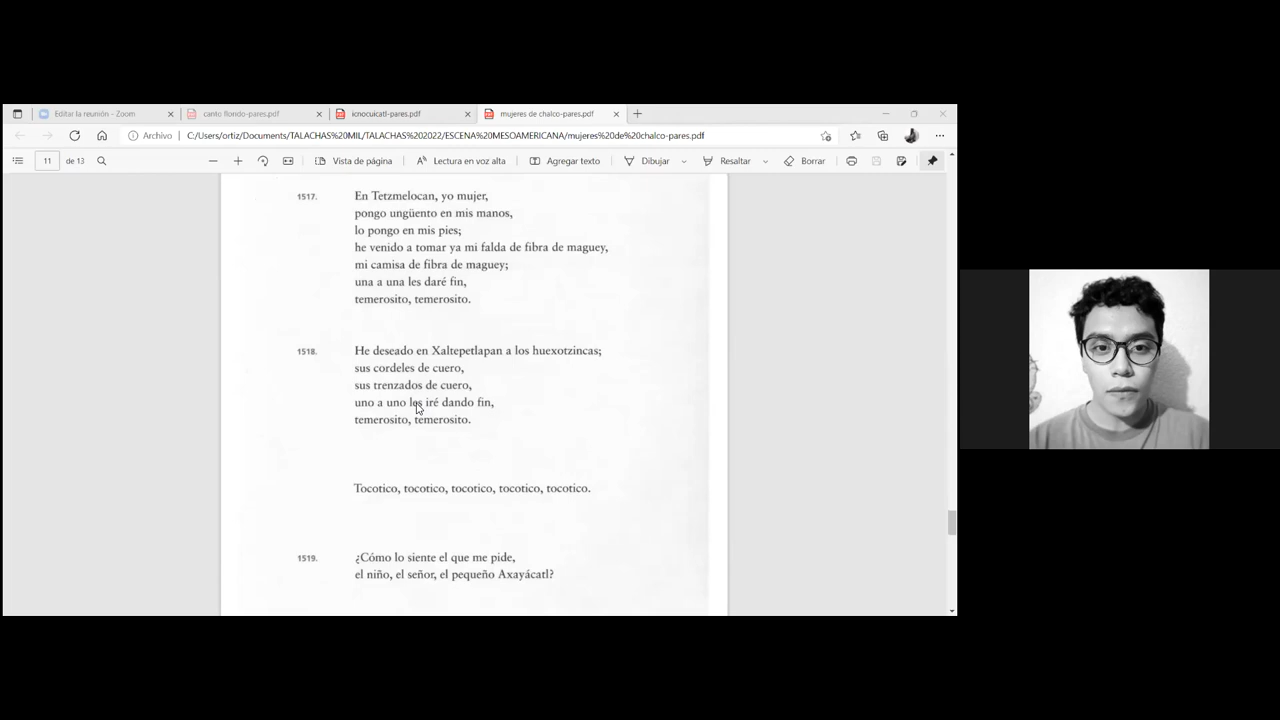 Editar la reunión - Zoom
canto florido-pares.pdf
icnocuicatl-pares.pdf
mujeres de chalco-pares.pdf
Archivo C:/Users/ortiz/Documents/TALACHAS%20MIL/TALACHAS%202022/ESCENA%20MESOAMERICANA/mujeres%20de%20chalco-pares.pdf
11 de 13 Vista de página Lectura en voz alta Agregar texto Dibujar Resaltar Borrar
1517. En Tetzmelocan, yo mujer,
pongo ungüento en mis manos,
lo pongo en mis pies;
he venido a tomar ya mi falda de fibra de maguey,
mi camisa de fibra de maguey;
una a una les daré fin,
temerosito, temerosito.
1518. He deseado en Xaltepetlapan a los huexotzincas;
sus cordeles de cuero,
sus trenzados de cuero,
uno a uno les iré dando fin,
temerosito, temerosito.
Tocotico, tocotico, tocotico, tocotico, tocotico.
1519. ¿Cómo lo siente el que me pide,
el niño, el señor, el pequeño Axayácatl?